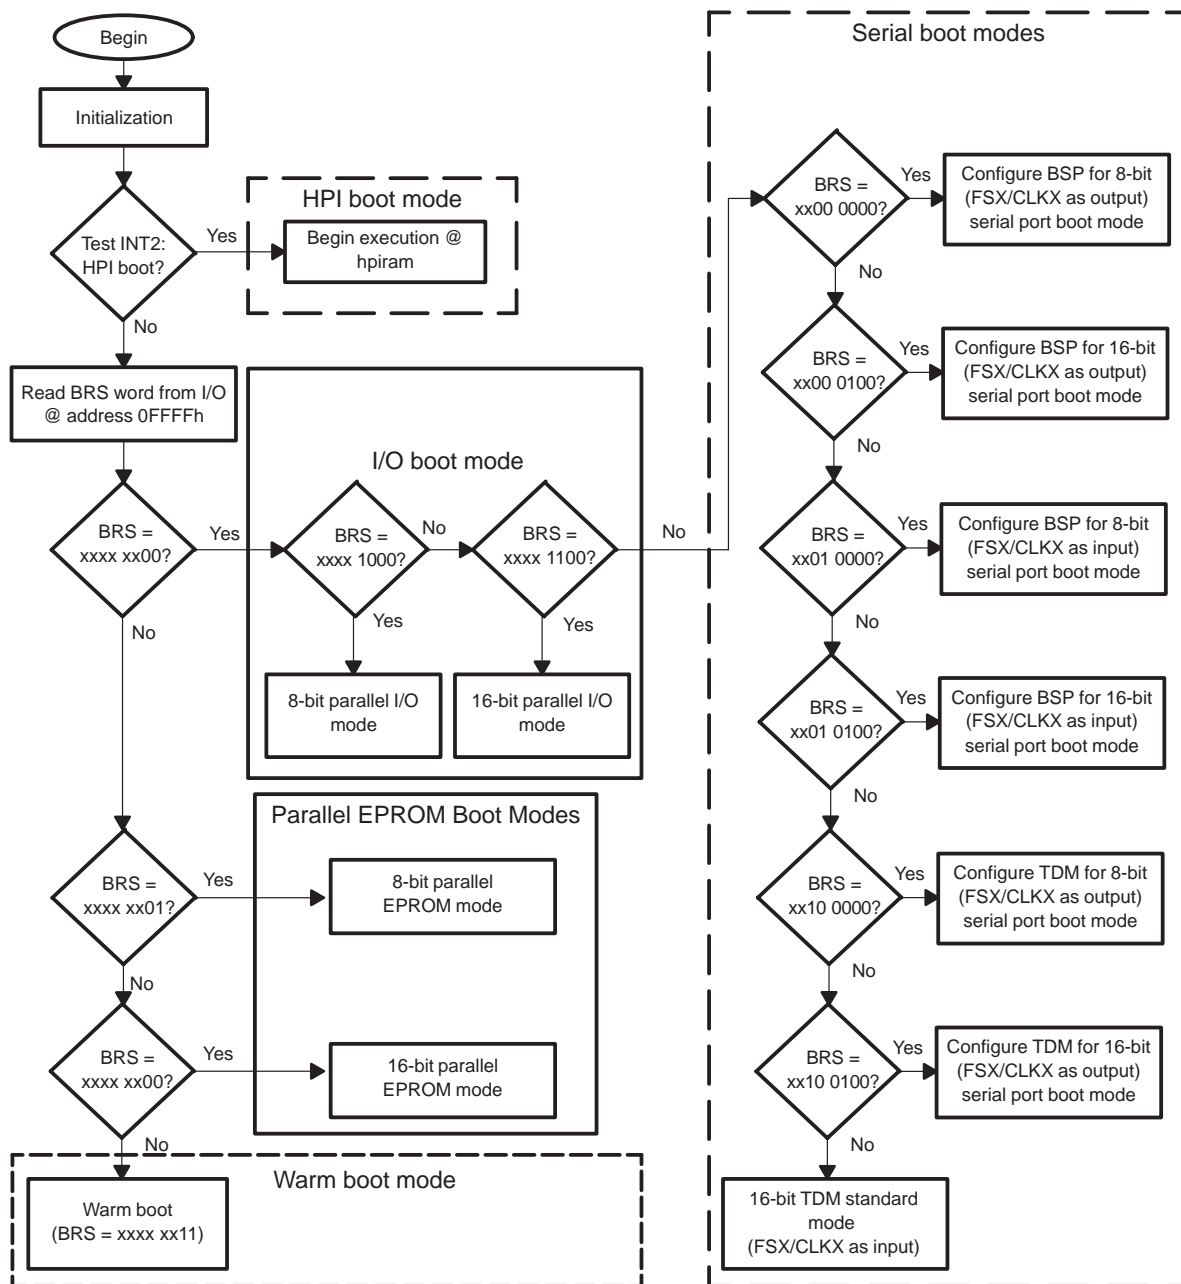 Begin
Initialization
Test INT2:
HPI boot?
Yes
No
HPI boot mode
Begin execution @
hpiram
Read BRS word from I/O
@ address 0FFFFh
BRS =
xxxx xx00?
Yes
No
I/O boot mode
BRS =
xxxx 1000?
No
Yes
BRS =
xxxx 1100?
No
Yes
8-bit parallel I/O
mode
16-bit parallel I/O
mode
Parallel EPROM Boot Modes
BRS =
xxxx xx01?
Yes
No
8-bit parallel
EPROM mode
BRS =
xxxx xx00?
Yes
No
16-bit parallel
EPROM mode
Warm boot mode
Warm boot
(BRS = xxxx xx11)
Serial boot modes
BRS =
xx00 0000?
Yes
No
Configure BSP for 8-bit
(FSX/CLKX as output)
serial port boot mode
BRS =
xx00 0100?
Yes
No
Configure BSP for 16-bit
(FSX/CLKX as output)
serial port boot mode
BRS =
xx01 0000?
Yes
No
Configure BSP for 8-bit
(FSX/CLKX as input)
serial port boot mode
BRS =
xx01 0100?
Yes
No
Configure BSP for 16-bit
(FSX/CLKX as input)
serial port boot mode
BRS =
xx10 0000?
Yes
No
Configure TDM for 8-bit
(FSX/CLKX as output)
serial port boot mode
BRS =
xx10 0100?
Yes
No
Configure TDM for 16-bit
(FSX/CLKX as output)
serial port boot mode
16-bit TDM standard
mode
(FSX/CLKX as input)